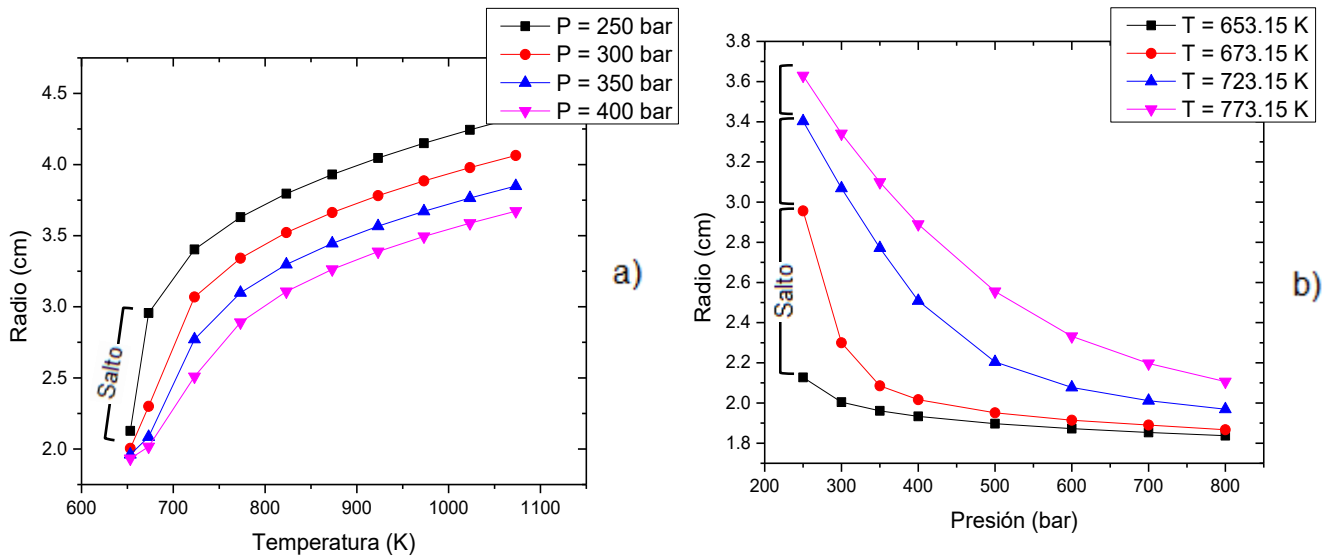 P = 250 bar
P = 300 bar
P = 350 bar
P = 400 bar
4.5
4.0
3.5
3.0
2.5
2.0
Radio (cm)
Salto
600 700 800 900 1000 1100
Temperatura (K)
a)
T = 653.15 K
T = 673.15 K
T = 723.15 K
T = 773.15 K
3.8
3.6
3.4
3.2
3.0
2.8
2.6
2.4
2.2
2.0
1.8
Radio (cm)
Salto
200 300 400 500 600 700 800
Presión (bar)
b)